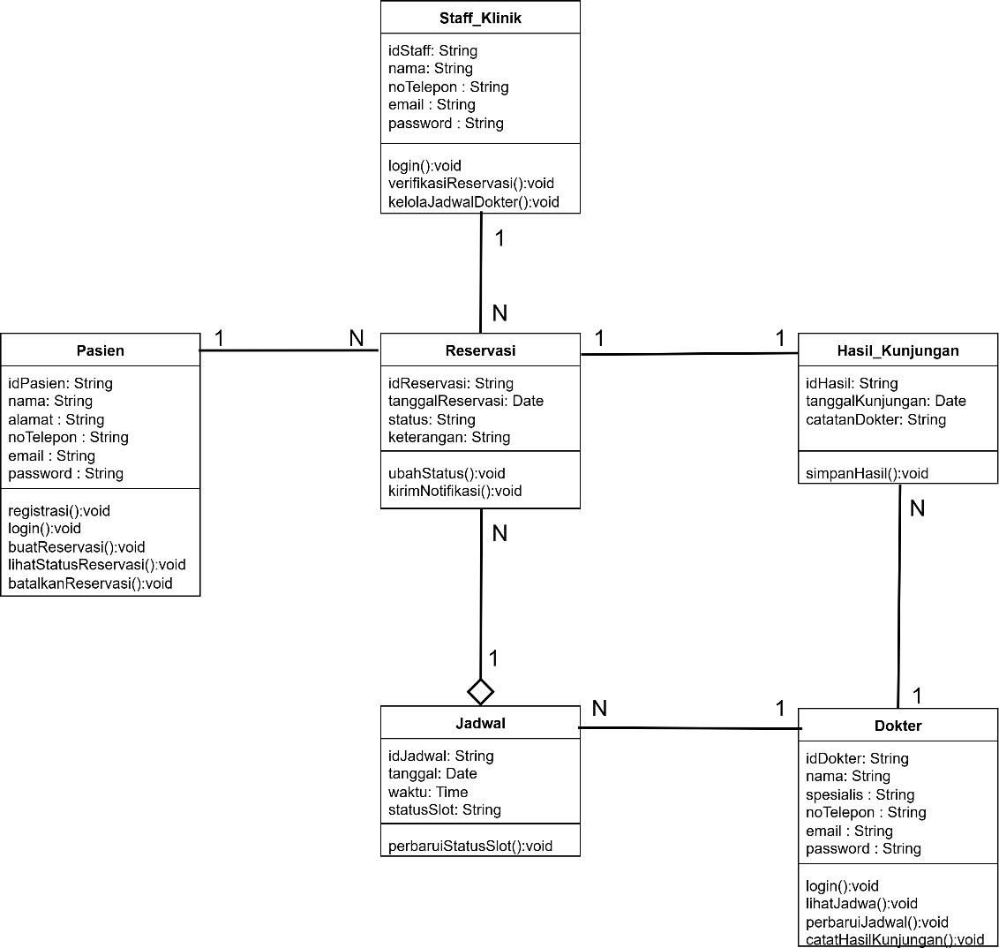 Staff_Klinik
idStaff: String
nama: String
noTelepon : String
email : String
password : String
login():void
verifikasiReservasi():void
kelolaJadwalDokter():void
1
N
Pasien
idPasien: String
nama: String
alamat : String
noTelepon : String
email : String
password : String
registrasi():void
login():void
buatReservasi():void
lihatStatusReservasi():void
batalkanReservasi():void
1
N
Reservasi
idReservasi: String
tanggalReservasi: Date
status: String
keterangan: String
ubahStatus():void
kirimNotifikasi():void
1
1
Hasil_Kunjungan
idHasil: String
tanggalKunjungan: Date
catatanDokter: String
simpanHasil():void
N
1
N
1
Jadwal
idJadwal: String
tanggal: Date
waktu: Time
statusSlot: String
perbaruiStatusSlot():void
N
1
Dokter
idDokter: String
nama: String
spesialis : String
noTelepon : String
email : String
password : String
login():void
lihatJadwa():void
perbaruiJadwal():void
catatHasilKunjungan():void